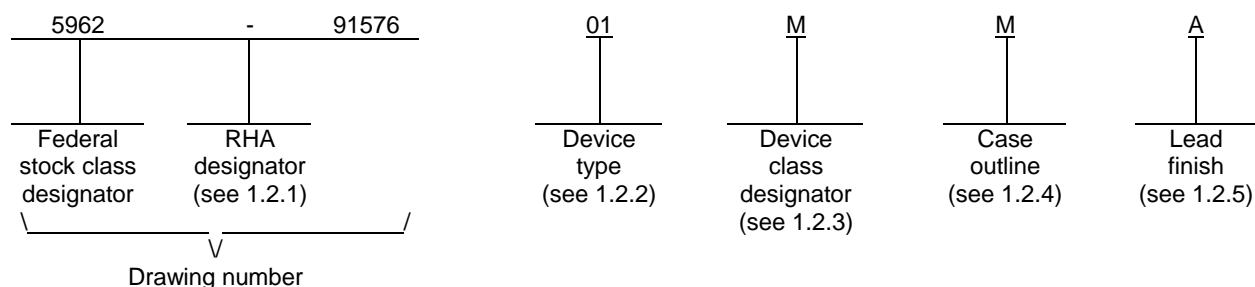 5962 - 91576 01 M M A
Federal stock class designator
RHA designator (see 1.2.1)
Device type (see 1.2.2)
Device class designator (see 1.2.3)
Case outline (see 1.2.4)
Lead finish (see 1.2.5)
Drawing number